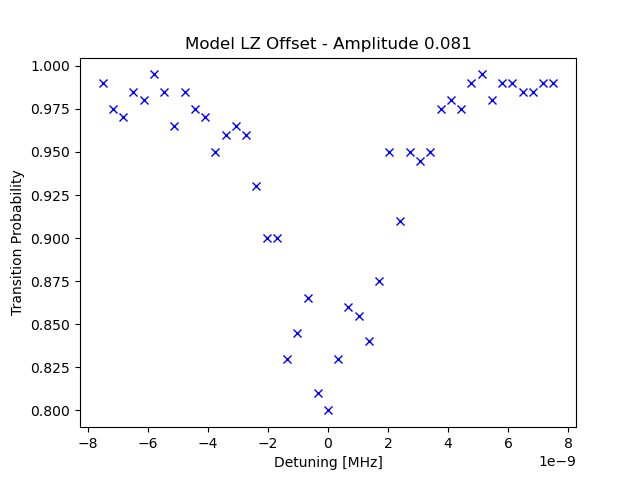 Model LZ Offset - Amplitude 0.081
Transition Probability
1.000
0.975
0.950
0.925
0.900
0.875
0.850
0.825
0.800
−8 −6 −4 −2 0 2 4 6 8
Detuning [MHz]
1e−9